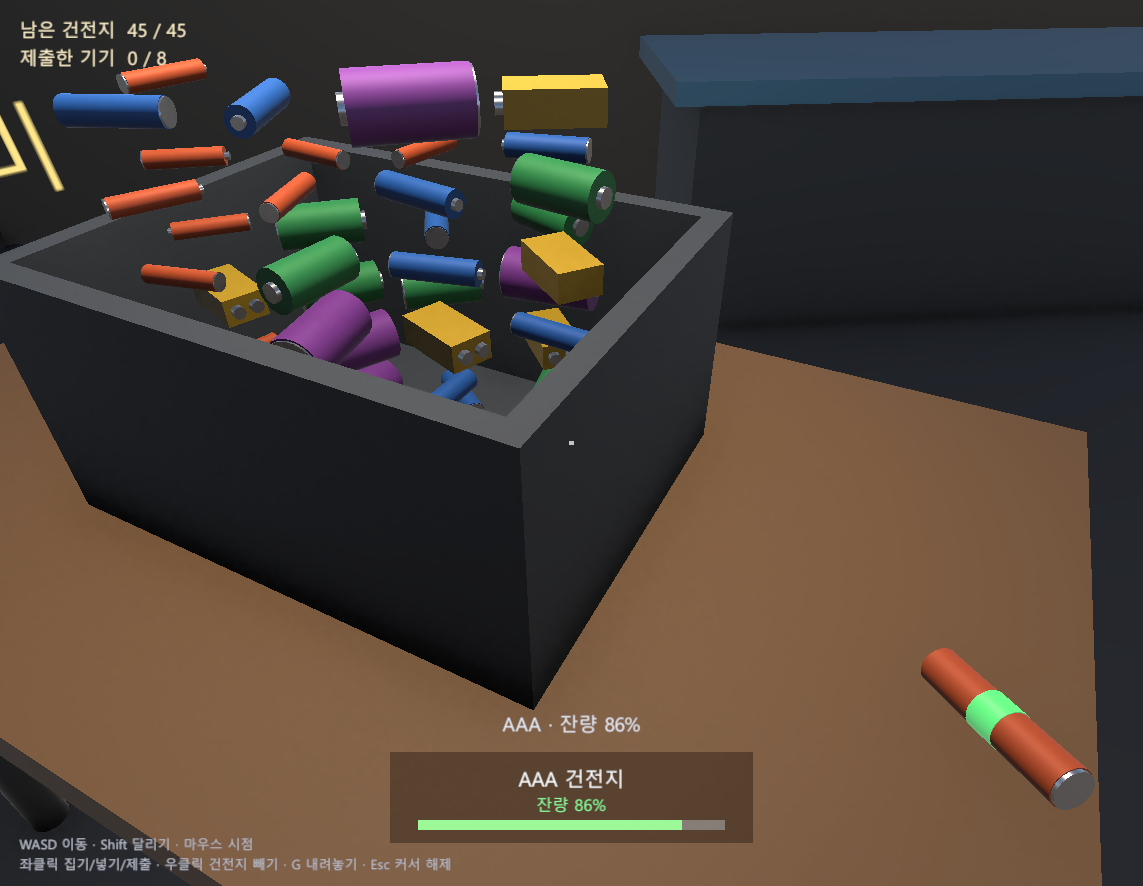 남은 건전지 45 / 45
제출한 기기 0 / 8
AAA · 잔량 86%
AAA 건전지
잔량 86%
WASD 이동 · Shift 달리기 · 마우스 시점
좌클릭 집기/넣기/제출 · 우클릭 건전지 빼기 · G 내려놓기 · Esc 커서 해제